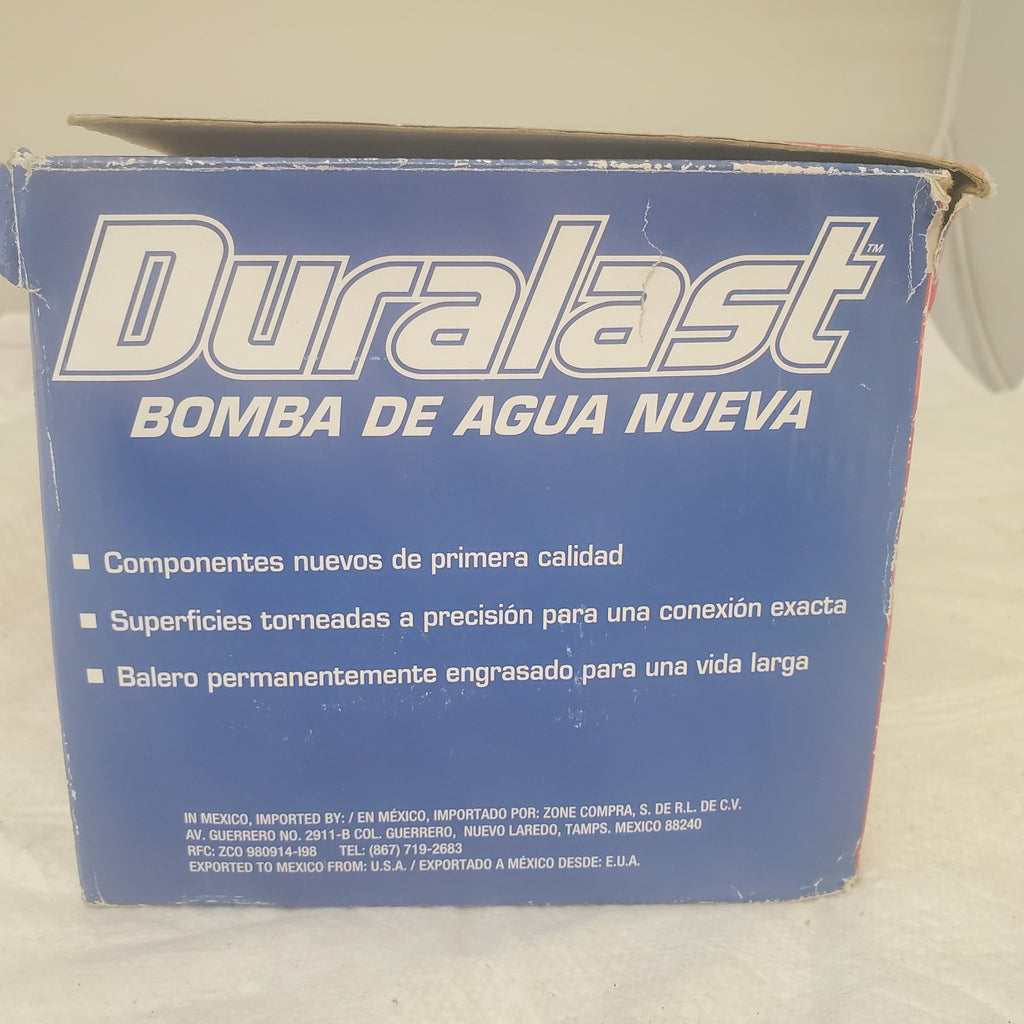 Duralast™
BOMBA DE AGUA NUEVA
■ Componentes nuevos de primera calidad
■ Superficies torneadas a precisión para una conexión exacta
■ Balero permanentemente engrasado para una vida larga
IN MEXICO, IMPORTED BY: / EN MÉXICO, IMPORTADO POR: ZONE COMPRA, S. DE R.L. DE C.V.
AV. GUERRERO NO. 2911-B COL. GUERRERO, NUEVO LAREDO, TAMPS. MEXICO 88240
RFC: ZCO 980914-I98 TEL: (867) 719-2683
EXPORTED TO MEXICO FROM: U.S.A. / EXPORTADO A MÉXICO DESDE: E.U.A.